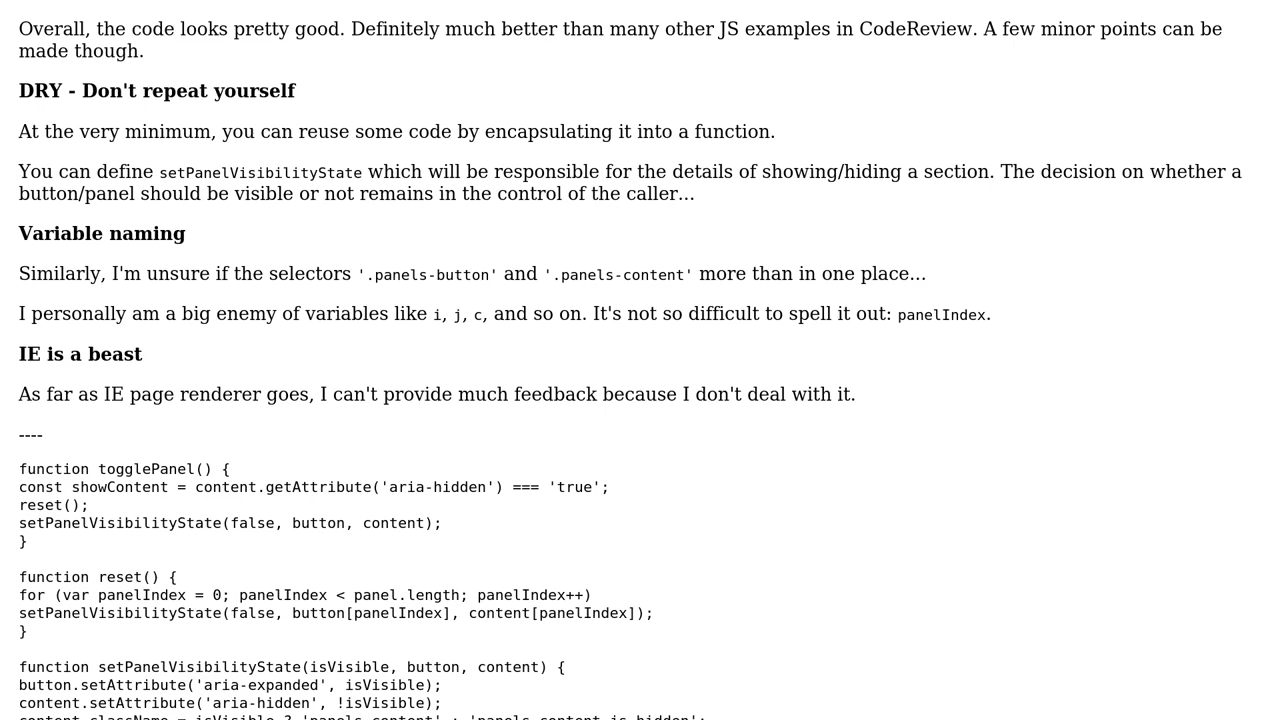 Overall, the code looks pretty good. Definitely much better than many other JS examples in CodeReview. A few minor points can be
made though.
DRY - Don't repeat yourself
At the very minimum, you can reuse some code by encapsulating it into a function.
You can define setPanelVisibilityState which will be responsible for the details of showing/hiding a section. The decision on whether a
button/panel should be visible or not remains in the control of the caller...
Variable naming
Similarly, I'm unsure if the selectors '.panels-button' and '.panels-content' more than in one place...
I personally am a big enemy of variables like i, j, c, and so on. It's not so difficult to spell it out: panelIndex.
IE is a beast
As far as IE page renderer goes, I can't provide much feedback because I don't deal with it.
----
function togglePanel() {
const showContent = content.getAttribute('aria-hidden') === 'true';
reset();
setPanelVisibilityState(false, button, content);
}
function reset() {
for (var panelIndex = 0; panelIndex < panel.length; panelIndex++)
setPanelVisibilityState(false, button[panelIndex], content[panelIndex]);
}
function setPanelVisibilityState(isVisible, button, content) {
button.setAttribute('aria-expanded', isVisible);
content.setAttribute('aria-hidden', !isVisible);